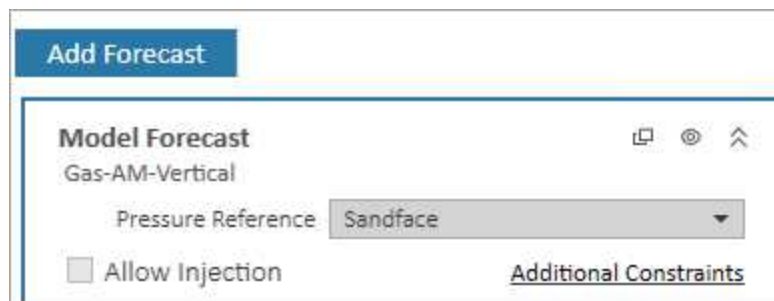 Add Forecast
Model Forecast
Gas-AM-Vertical
Pressure Reference Sandface
Allow Injection Additional Constraints